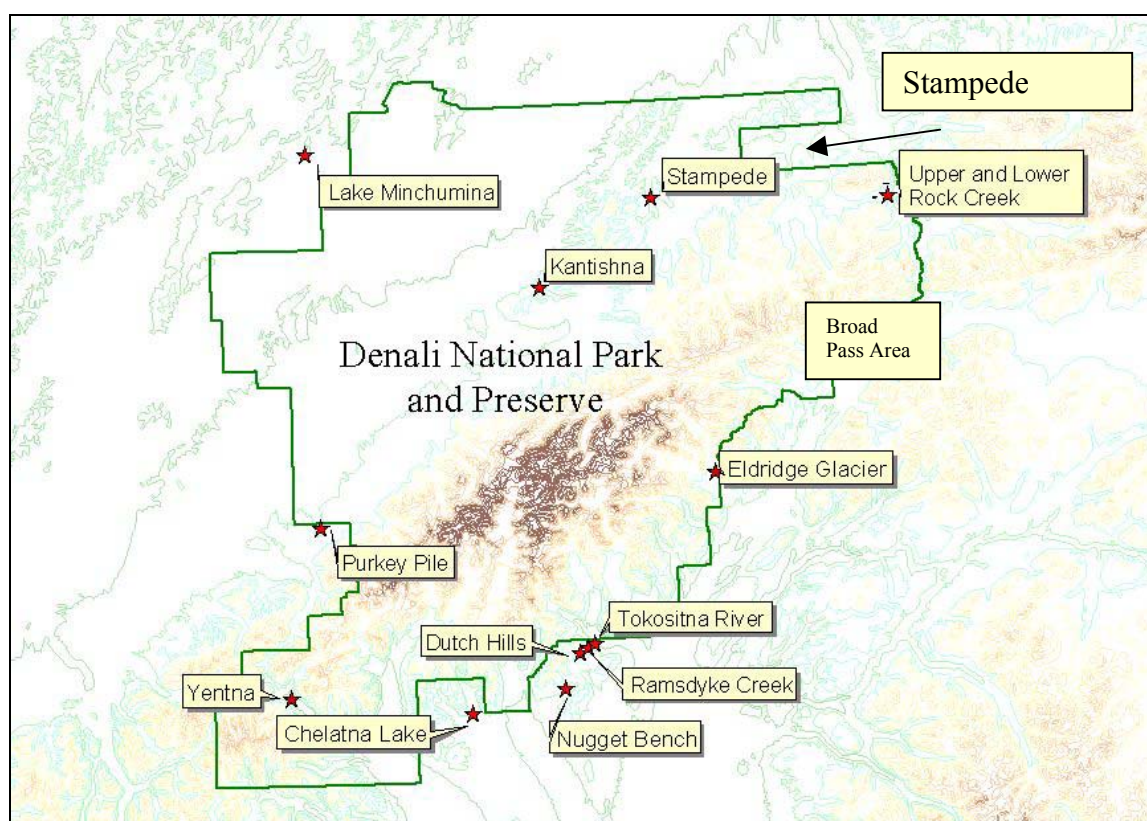 Stampede
Stampede
Upper and Lower
Rock Creek
Lake Minchumina
Kantishna
Broad
Pass Area
Denali National Park
and Preserve
Eldridge Glacier
Purkey Pile
Tokositna River
Dutch Hills
Ramsdyke Creek
Yentna
Chelatna Lake
Nugget Bench